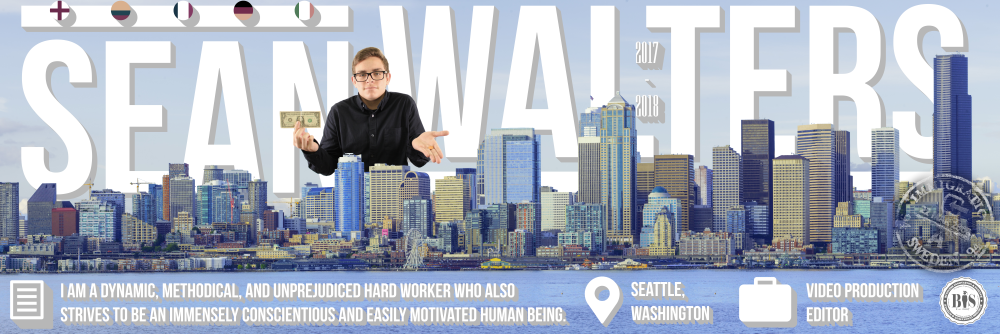 SEAN WALTERS
2017
2018
I AM A DYNAMIC, METHODICAL, AND UNPREJUDICED HARD WORKER WHO ALSO
STRIVES TO BE AN IMMENSELY CONSCIENTIOUS AND EASILY MOTIVATED HUMAN BEING.
SEATTLE,
WASHINGTON
VIDEO PRODUCTION
EDITOR
BIS